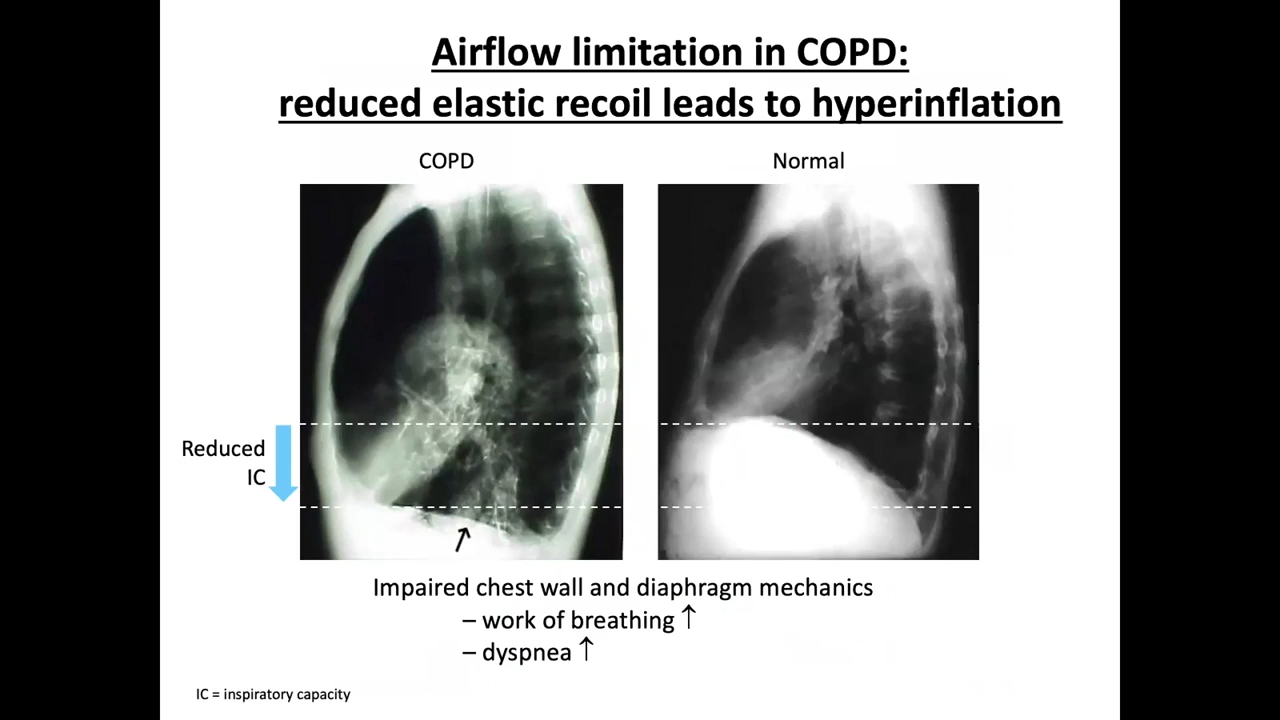 Airflow limitation in COPD:
reduced elastic recoil leads to hyperinflation
COPD
Normal
Reduced
IC
Impaired chest wall and diaphragm mechanics
– work of breathing ↑
– dyspnea ↑
IC = inspiratory capacity